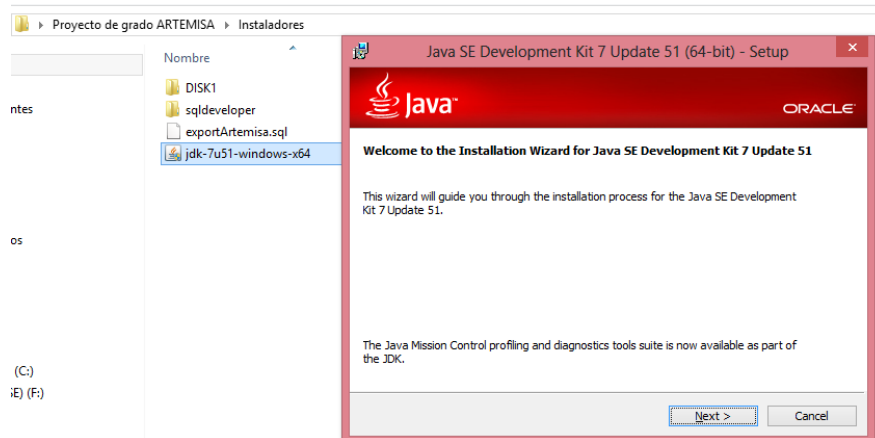 Proyecto de grado ARTEMISA Instaladores
Nombre
DISK1
sqldeveloper
exportArtemisa.sql
jdk-7u51-windows-x64
ntes
os
(C:)
SE) (F:)
Java SE Development Kit 7 Update 51 (64-bit) - Setup
Java™
ORACLE
Welcome to the Installation Wizard for Java SE Development Kit 7 Update 51
This wizard will guide you through the installation process for the Java SE Development
Kit 7 Update 51.
The Java Mission Control profiling and diagnostics tools suite is now available as part of
the JDK.
Next >
Cancel